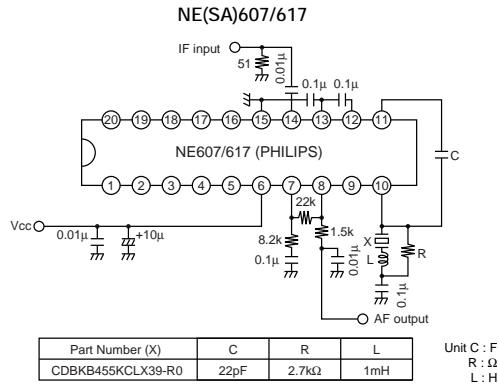 NE(SA)607/617
IF input
51
0.01μ
0.1μ 0.1μ
20 19 18 17 16 15 14 13 12 11
NE607/617 (PHILIPS)
C
1 2 3 4 5 6 7 8 9 10
22k
Vcc
0.01μ
+10μ
8.2k
0.1μ
1.5k
0.01μ
X
L
R
0.1μ
AF output
Part Number (X) C R L
CDBKB455KCLX39-R0 22pF 2.7kΩ 1mH
Unit C : F
R : Ω
L : H